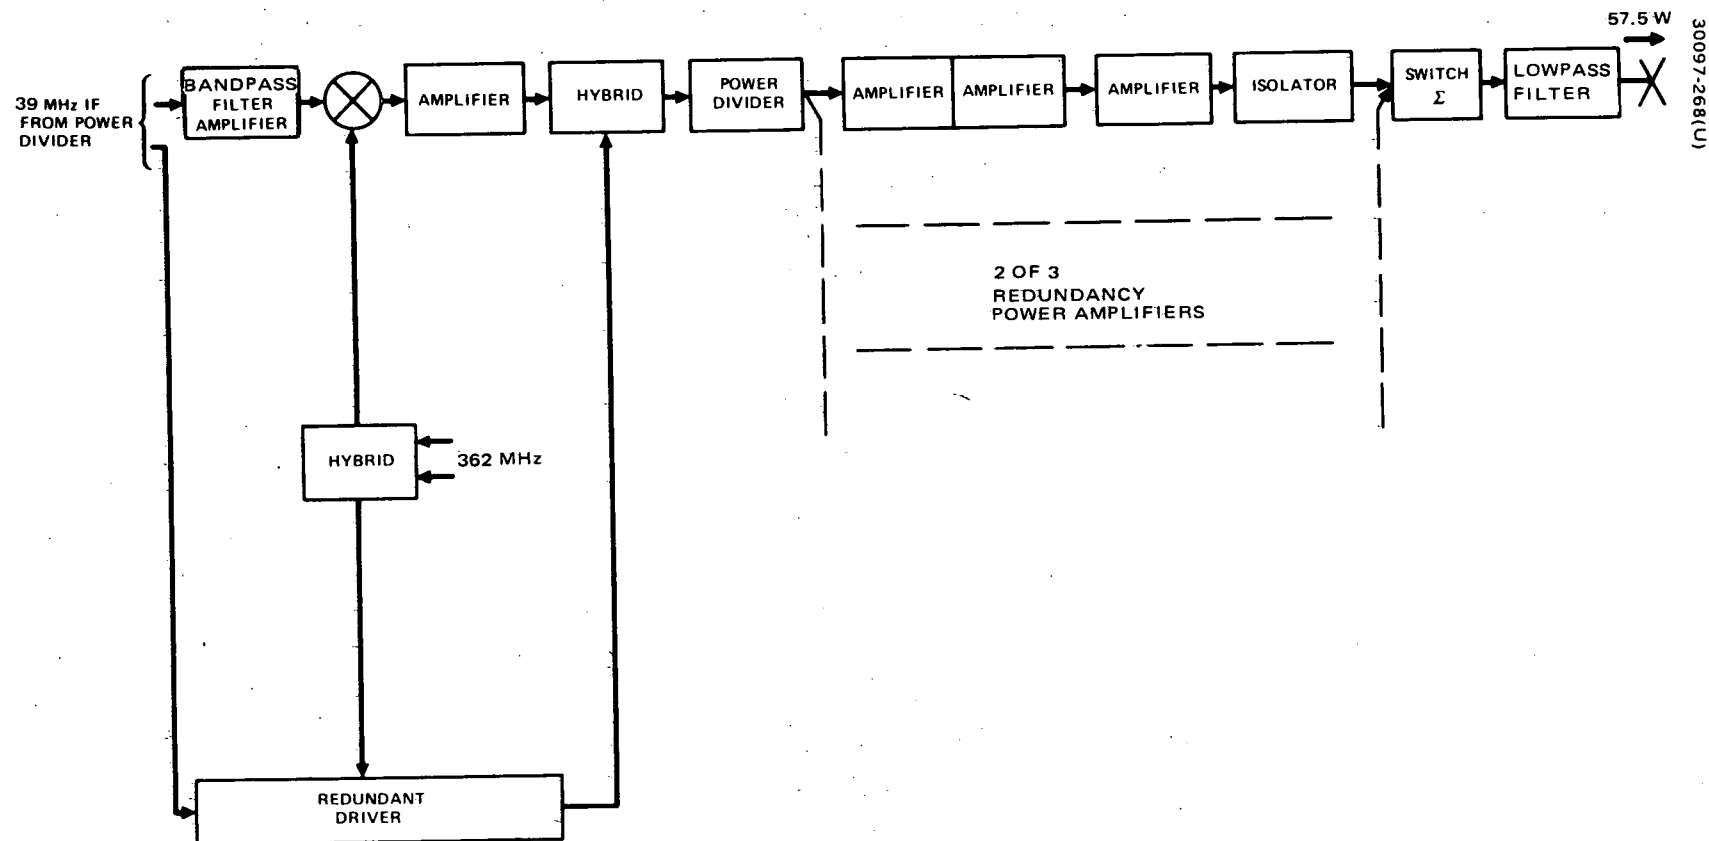 57.5 W
30097-268(U)
39 MHz IF
FROM POWER
DIVIDER
BANDPASS
FILTER
AMPLIFIER
AMPLIFIER
HYBRID
POWER
DIVIDER
AMPLIFIER
AMPLIFIER
AMPLIFIER
ISOLATOR
SWITCH
Σ
LOWPASS
FILTER
2 OF 3
REDUNDANCY
POWER AMPLIFIERS
HYBRID
362 MHz
REDUNDANT
DRIVER